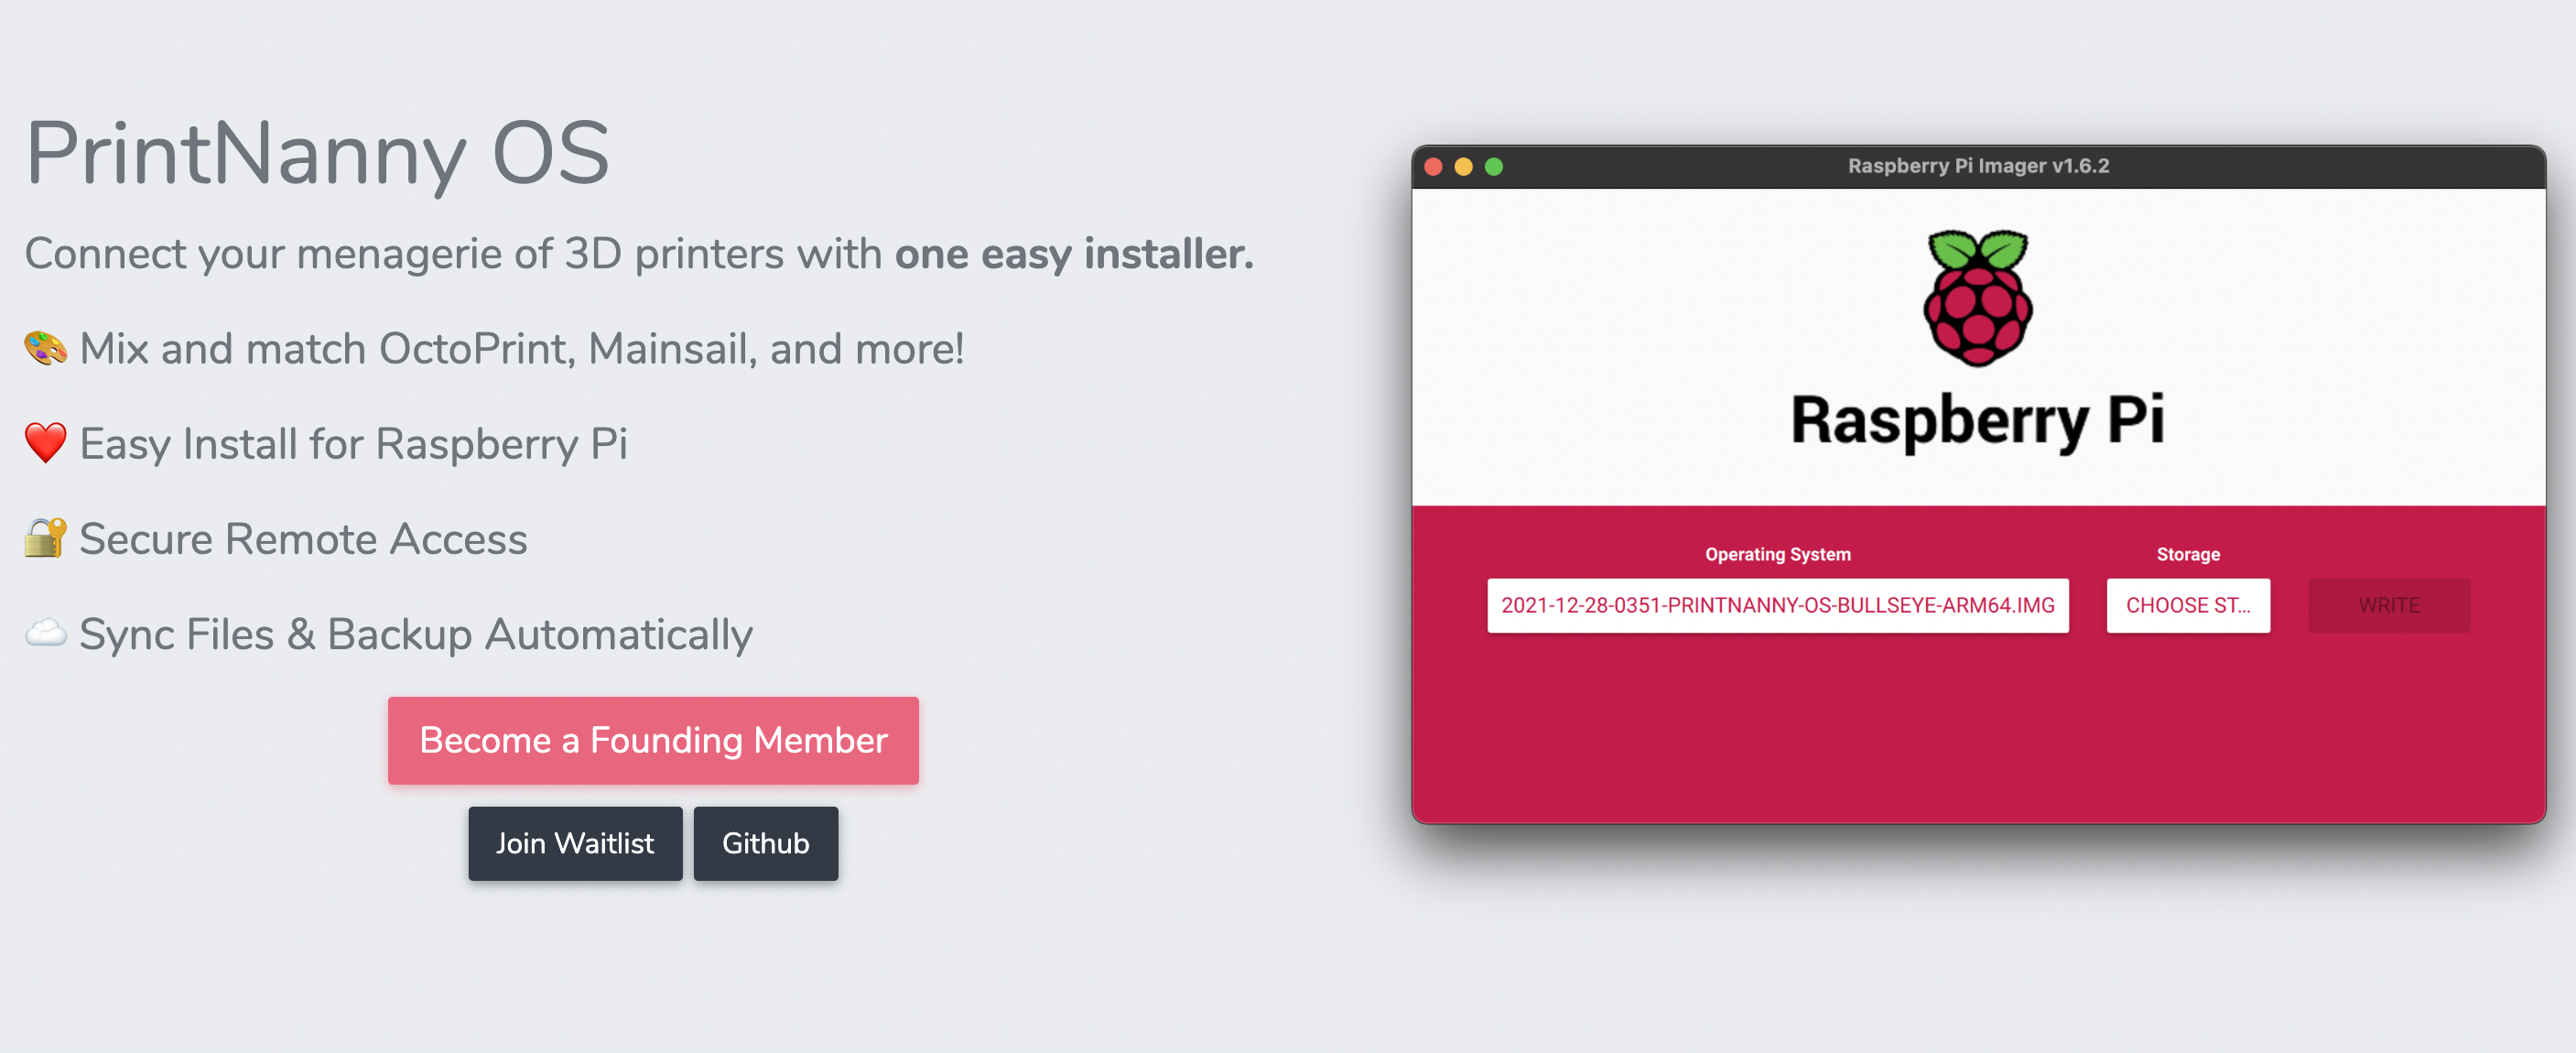 PrintNanny OS
Connect your menagerie of 3D printers with one easy installer.
🎨 Mix and match OctoPrint, Mainsail, and more!
❤️ Easy Install for Raspberry Pi
🔐 Secure Remote Access
☁️ Sync Files & Backup Automatically
Become a Founding Member
Join Waitlist
Github
Raspberry Pi Imager v1.6.2
Raspberry Pi
Operating System
Storage
2021-12-28-0351-PRINTNANNY-OS-BULLSEYE-ARM64.IMG
CHOOSE ST...
WRITE